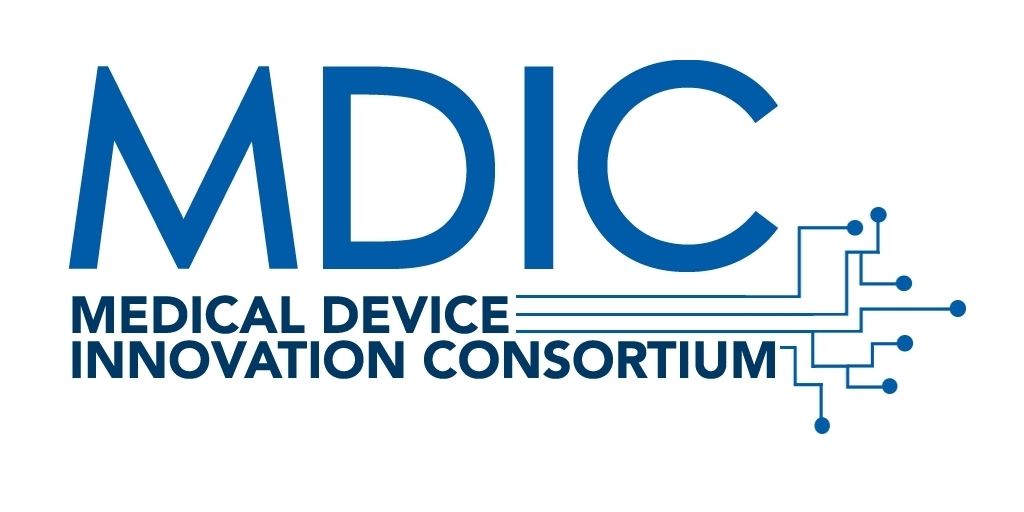 MDIC
MEDICAL DEVICE
INNOVATION CONSORTIUM